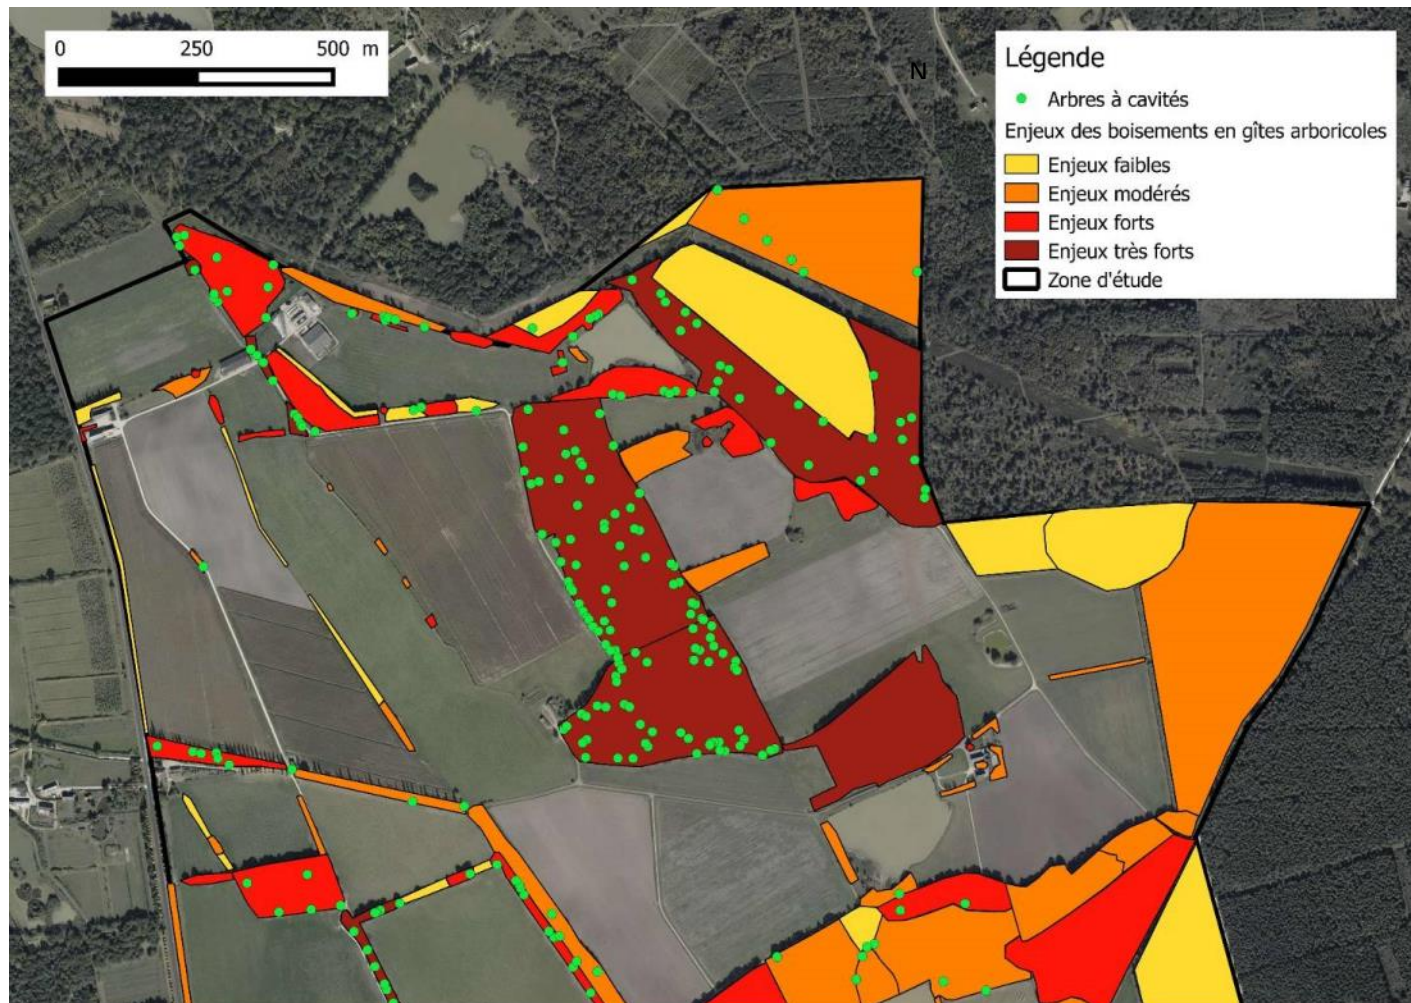 0 250 500 m
N
Légende
Arbres à cavités
Enjeux des boisements en gîtes arboricoles
Enjeux faibles
Enjeux modérés
Enjeux forts
Enjeux très forts
Zone d'étude